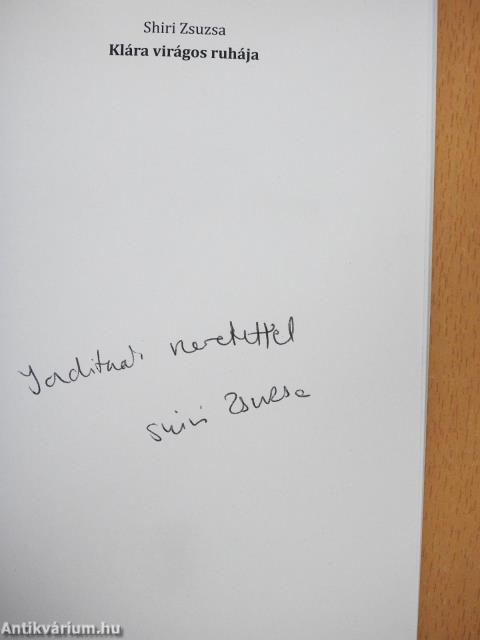 Shiri Zsuzsa
Klára virágos ruhája
Juditnak szeretettel
Shiri Zsuzsa
Antikvárium.hu